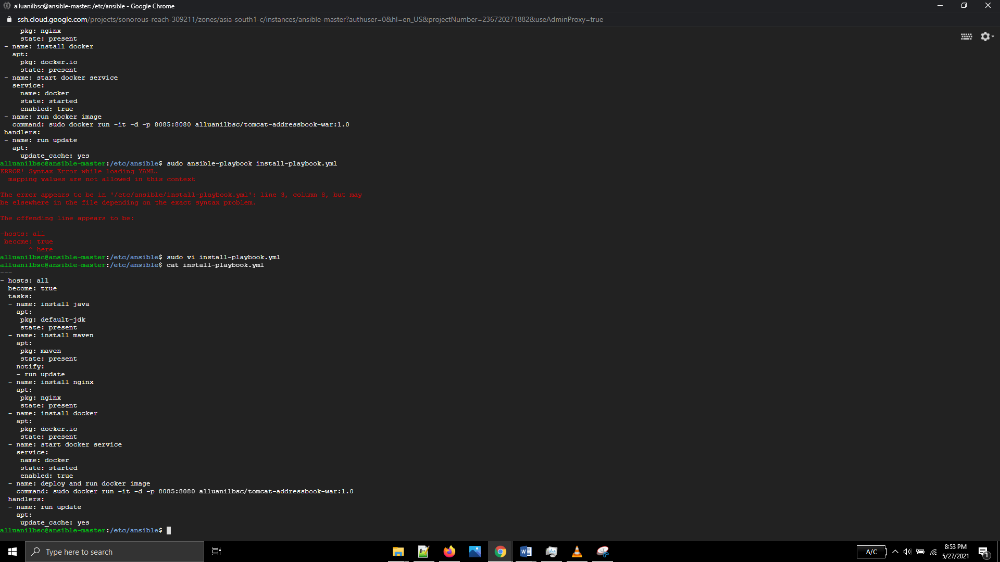 alluanilbsc@ansible-master: /etc/ansible - Google Chrome
ssh.cloud.google.com/projects/sonorous-reach-309211/zones/asia-south1-c/instances/ansible-master?authuser=0&hl=en_US&projectNumber=236720271882&useAdminProxy=true
     pkg: nginx
     state: present
 - name: install docker
   apt:
     pkg: docker.io
     state: present
 - name: start docker service
   service:
     name: docker
     state: started
     enabled: true
 - name: run docker image
   command: sudo docker run -it -d -p 8085:8080 alluanilbsc/tomcat-addressbook-war:1.0
 handlers:
 - name: run update
   apt:
     update_cache: yes
alluanilbsc@ansible-master:/etc/ansible$ sudo ansible-playbook install-playbook.yml
ERROR! Syntax Error while loading YAML.
  mapping values are not allowed in this context
The error appears to be in '/etc/ansible/install-playbook.yml': line 3, column 8, but may
be elsewhere in the file depending on the exact syntax problem.
The offending line appears to be:
-hosts: all
 become: true
       ^ here
alluanilbsc@ansible-master:/etc/ansible$ sudo vi install-playbook.yml
alluanilbsc@ansible-master:/etc/ansible$ cat install-playbook.yml
---
- hosts: all
  become: true
  tasks:
  - name: install java
    apt:
     pkg: default-jdk
     state: present
  - name: install maven
    apt:
     pkg: maven
     state: present
    notify:
    - run update
  - name: install nginx
    apt:
     pkg: nginx
     state: present
  - name: install docker
    apt:
     pkg: docker.io
     state: present
  - name: start docker service
    service:
     name: docker
     state: started
     enabled: true
  - name: deploy and run docker image
    command: sudo docker run -it -d -p 8085:8080 alluanilbsc/tomcat-addressbook-war:1.0
  handlers:
  - name: run update
    apt:
     update_cache: yes
alluanilbsc@ansible-master:/etc/ansible$
Type here to search
A/C
8:53 PM
5/27/2021
1